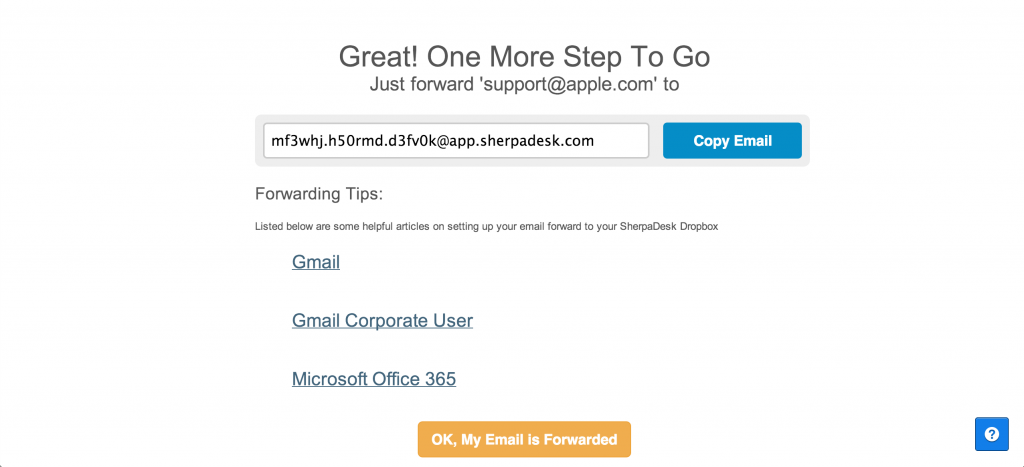 Great! One More Step To Go
Just forward 'support@apple.com' to
mf3whj.h50rmd.d3fv0k@app.sherpadesk.com
Copy Email
Forwarding Tips:
Listed below are some helpful articles on setting up your email forward to your SherpaDesk Dropbox
Gmail
Gmail Corporate User
Microsoft Office 365
OK, My Email is Forwarded
?